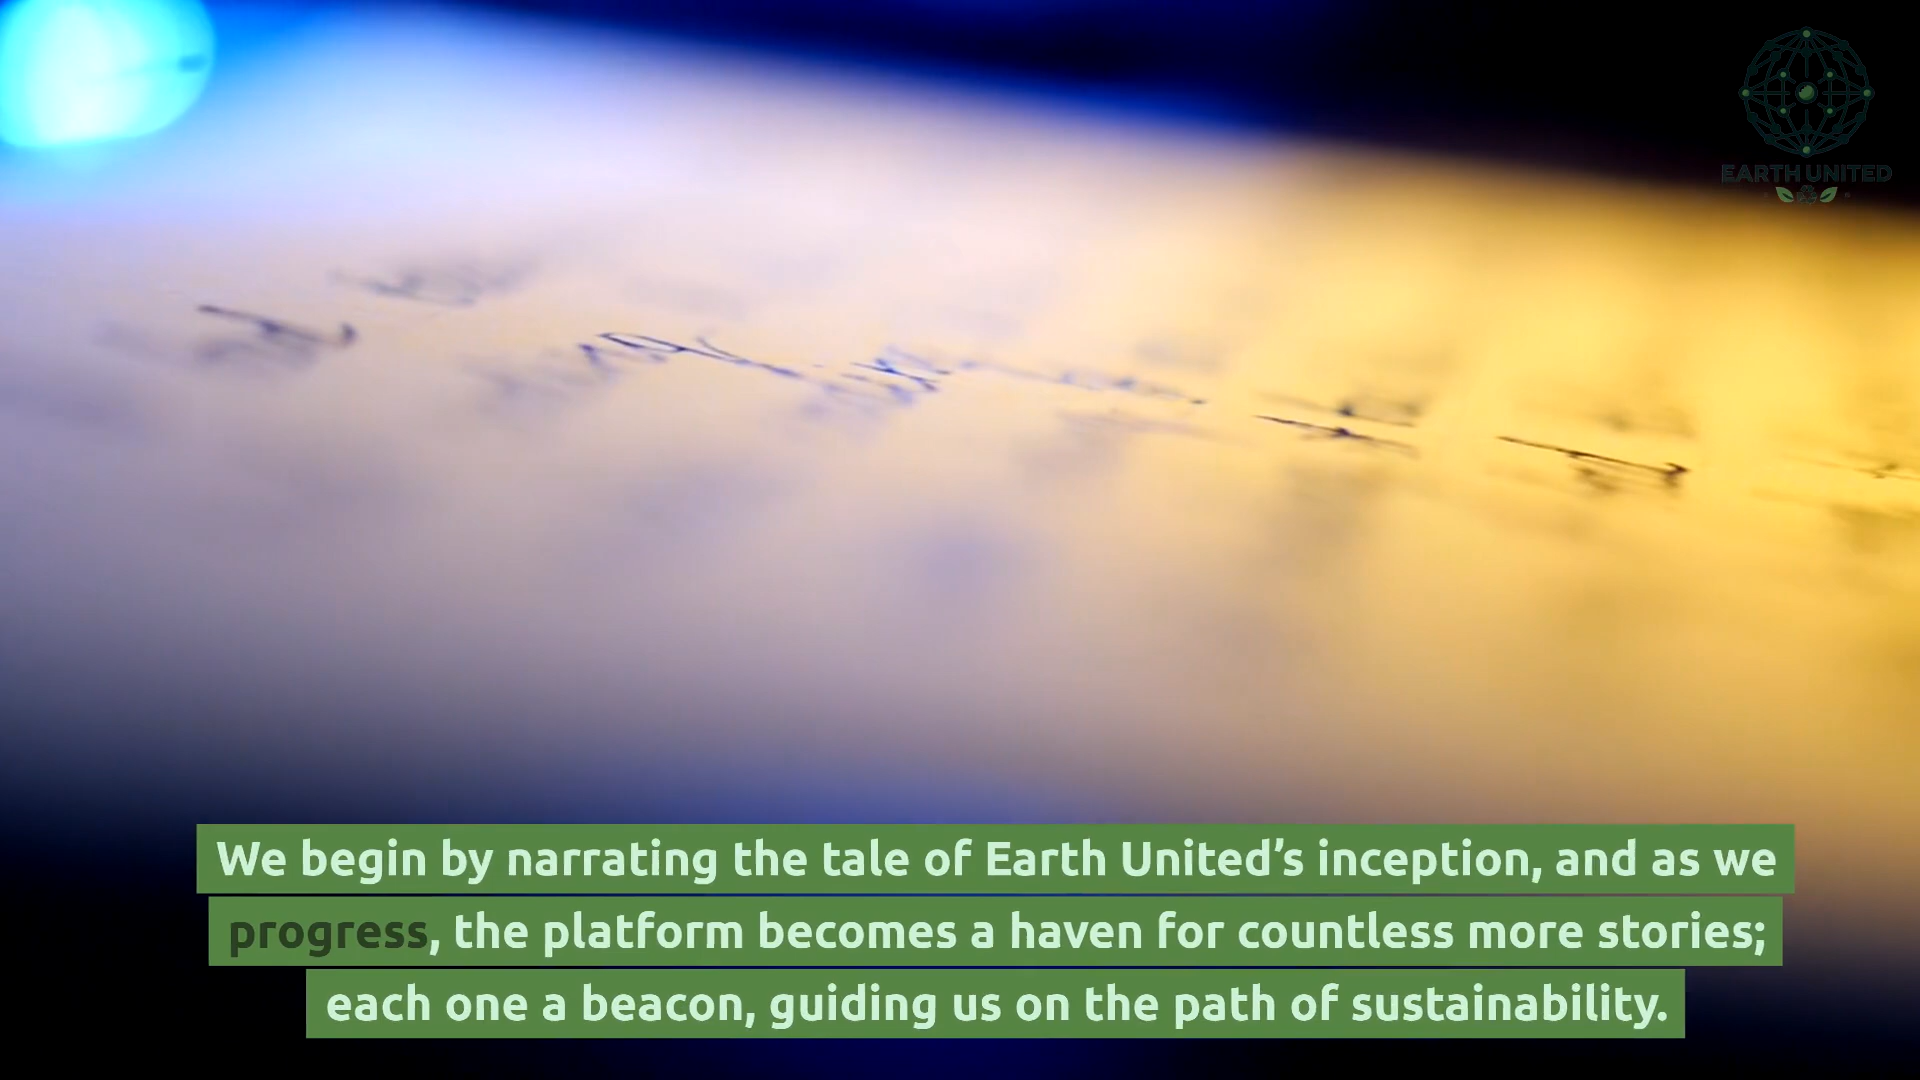 EARTH UNITED
We begin by narrating the tale of Earth United’s inception, and as we
progress, the platform becomes a haven for countless more stories;
each one a beacon, guiding us on the path of sustainability.